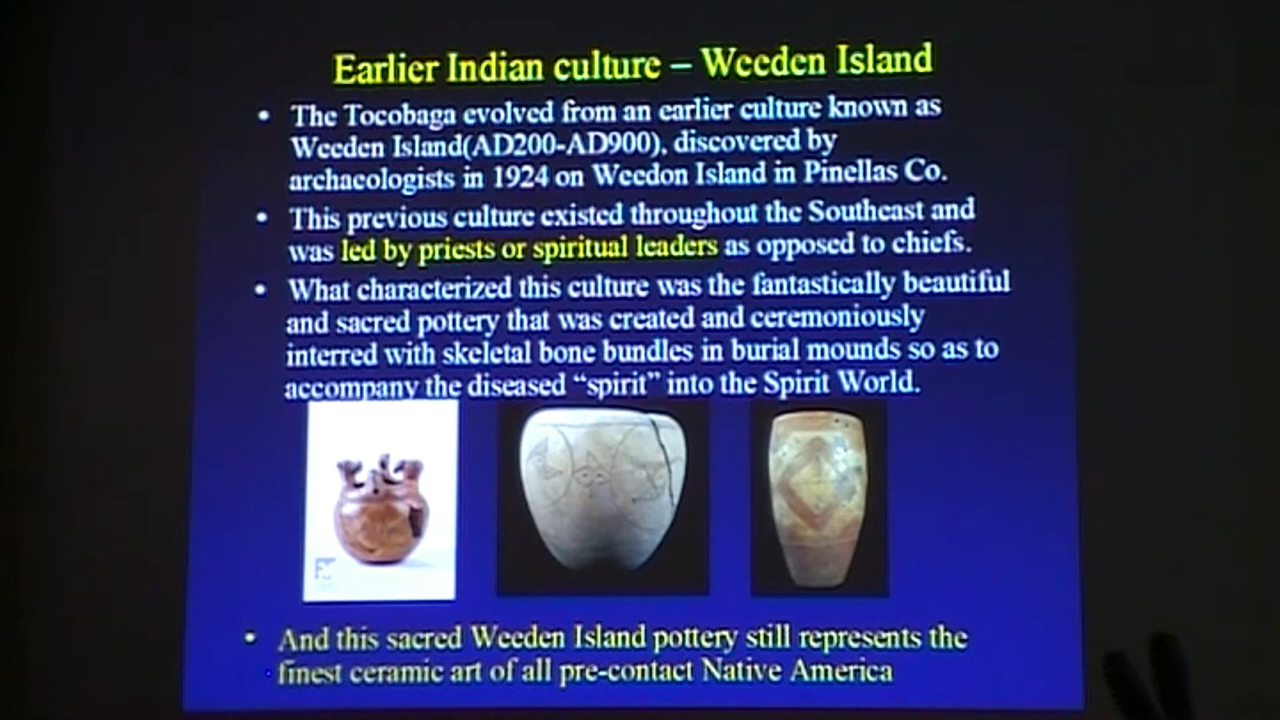 Earlier Indian culture – Weeden Island
• The Tocobaga evolved from an earlier culture known as
Weeden Island(AD200-AD900), discovered by
archaeologists in 1924 on Weedon Island in Pinellas Co.
• This previous culture existed throughout the Southeast and
was led by priests or spiritual leaders as opposed to chiefs.
• What characterized this culture was the fantastically beautiful
and sacred pottery that was created and ceremoniously
interred with skeletal bone bundles in burial mounds so as to
accompany the diseased “spirit” into the Spirit World.
• And this sacred Weeden Island pottery still represents the
finest ceramic art of all pre-contact Native America